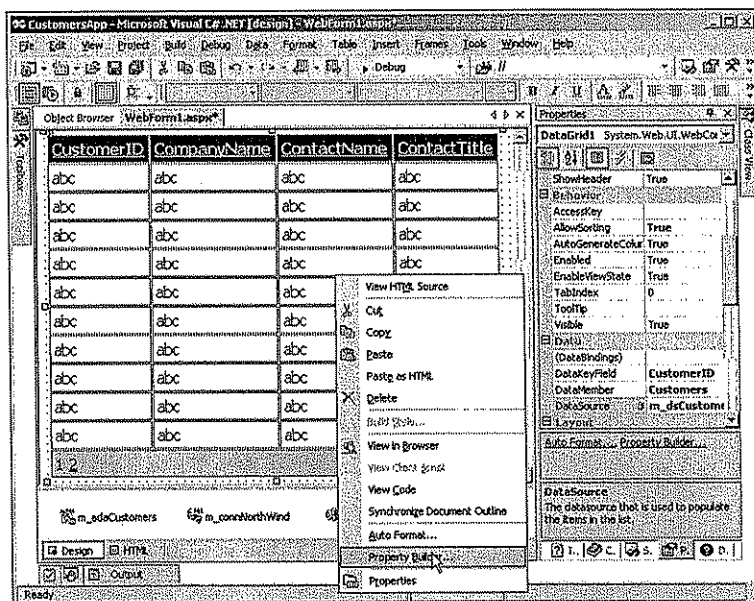 CustomersApp - Microsoft Visual C# .NET [design] - WebForm1.aspx*
File Edit View Project Build Debug Data Format Table Insert Frames Tools Window Help
Debug
Object Browser WebForm1.aspx*
CustomerID CompanyName ContactName ContactTitle
abc abc abc abc
abc abc abc abc
abc abc abc abc
abc abc abc abc
abc abc abc
abc abc abc
abc abc abc
abc abc abc
abc abc abc
abc abc abc
1 2
m_adaCustomers m_connNorthWind
Design HTML
Output
Ready
View HTML Source
Cut
Copy
Paste
Paste as HTML
Delete
Build Style...
View in Browser
View Client Script
View Code
Synchronize Document Outline
Auto Format...
Property Builder...
Properties
Toolbox
Properties
DataGrid1 System.Web.UI.WebCo
ShowHeader True
Behavior
AccessKey
AllowSorting True
AutoGenerateColur True
Enabled True
EnableViewState True
TabIndex 0
ToolTip
Visible True
Data
(DataBindings)
DataKeyField CustomerID
DataMember Customers
DataSource m_dsCustome
Layout
Auto Format..., Property Builder...
DataSource
The datasource that is used to populate
the items in the list.
I.. C.. S.. P.. D.
Class View